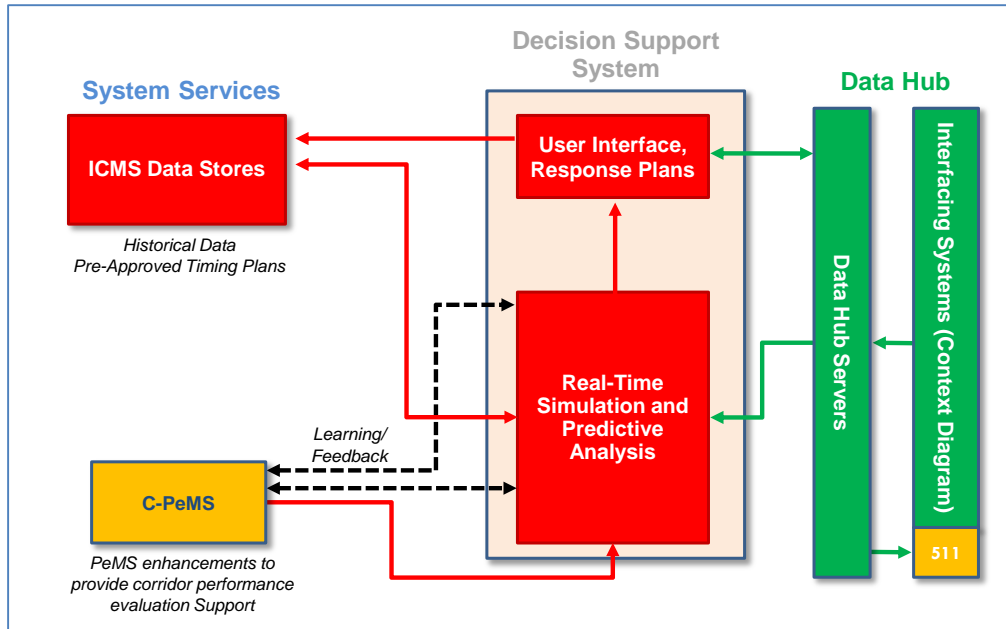 Decision Support
System
System Services
Data Hub
ICMS Data Stores
User Interface,
Response Plans
Historical Data
Pre-Approved Timing Plans
Real-Time
Simulation and
Predictive
Analysis
Data Hub Servers
Interfacing Systems (Context Diagram)
Learning/
Feedback
C-PeMS
511
PeMS enhancements to
provide corridor performance
evaluation Support